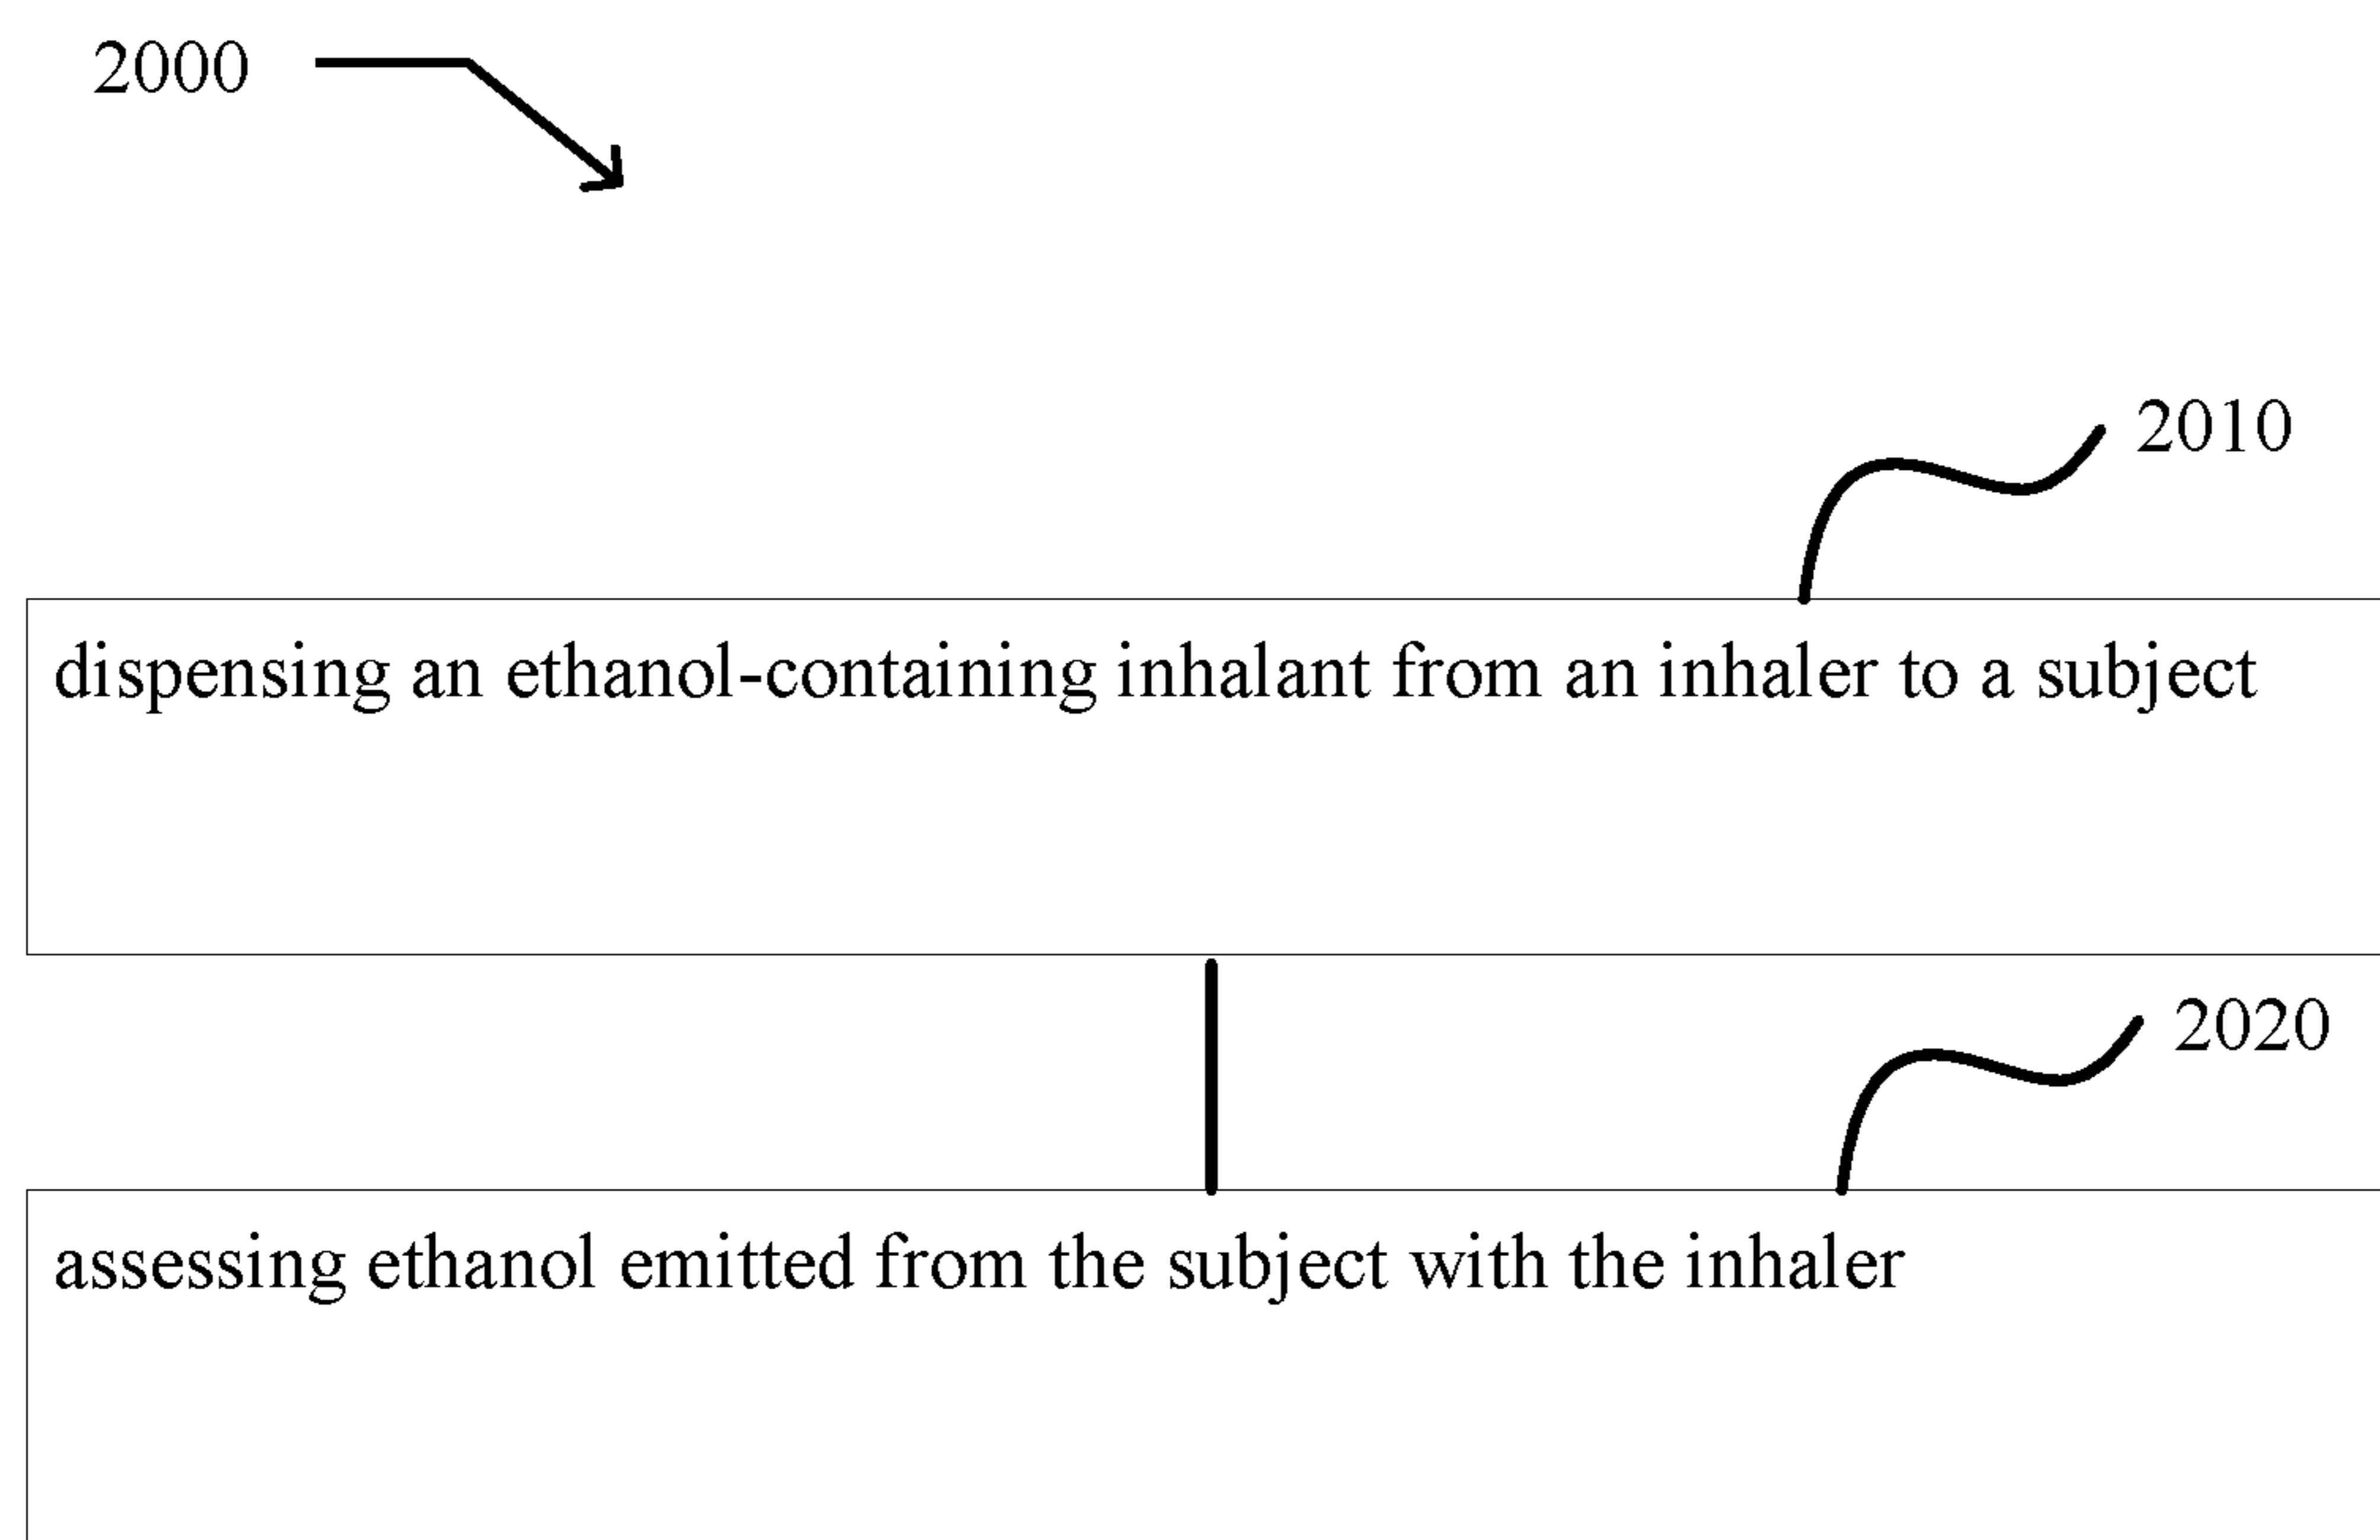 2000
2010
dispensing an ethanol-containing inhalant from an inhaler to a subject
2020
assessing ethanol emitted from the subject with the inhaler